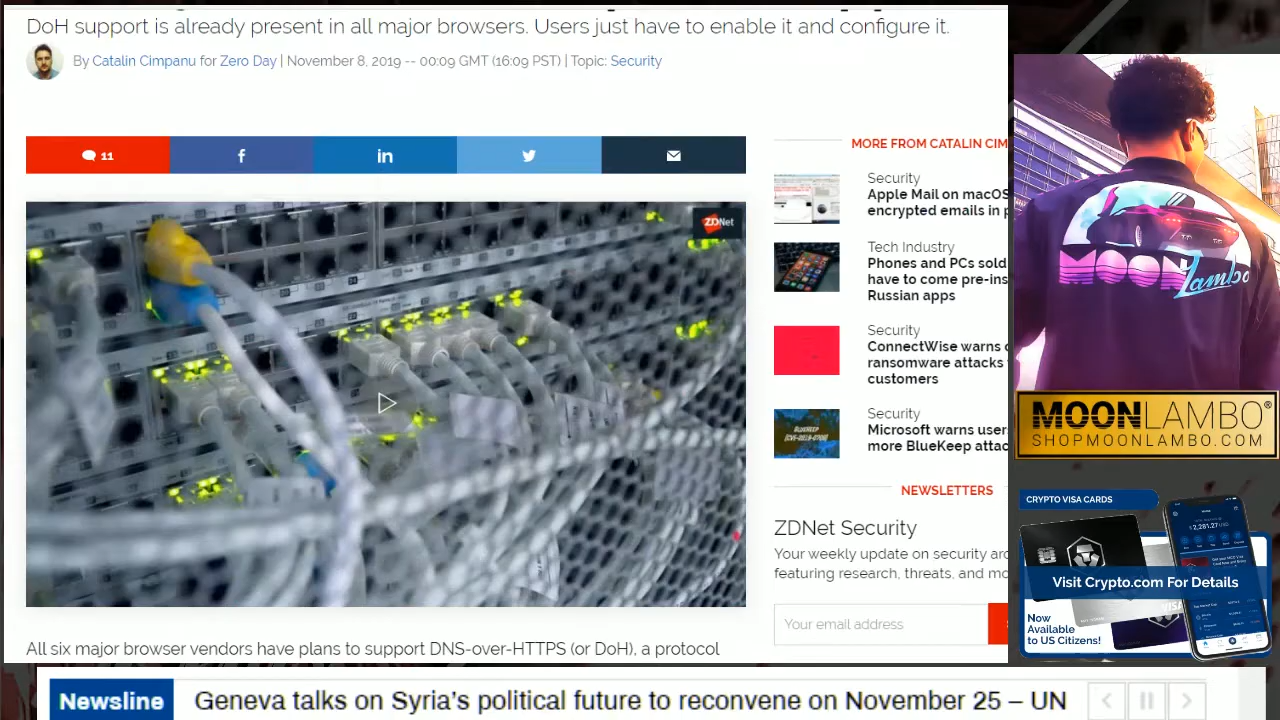 DoH support is already present in all major browsers. Users just have to enable it and configure it.
By Catalin Cimpanu for Zero Day | November 8, 2019 -- 00:09 GMT (16:09 PST) | Topic: Security
11
f
in
ZDNet
MORE FROM CATALIN CIM
Security
Apple Mail on macOS
encrypted emails in p
Tech Industry
Phones and PCs sold
have to come pre-ins
Russian apps
Security
ConnectWise warns o
ransomware attacks
customers
Security
Microsoft warns user
more BlueKeep attac
NEWSLETTERS
ZDNet Security
Your weekly update on security aro
featuring research, threats, and mo
Your email address
All six major browser vendors have plans to support DNS-over-HTTPS (or DoH), a protocol
MOON
Lambo
MOONLAMBO®
SHOPMOONLAMBO.COM
CRYPTO VISA CARDS
Visit Crypto.com For Details
VISA
Now
Available
to US Citizens!
Newsline
Geneva talks on Syria's political future to reconvene on November 25 – UN